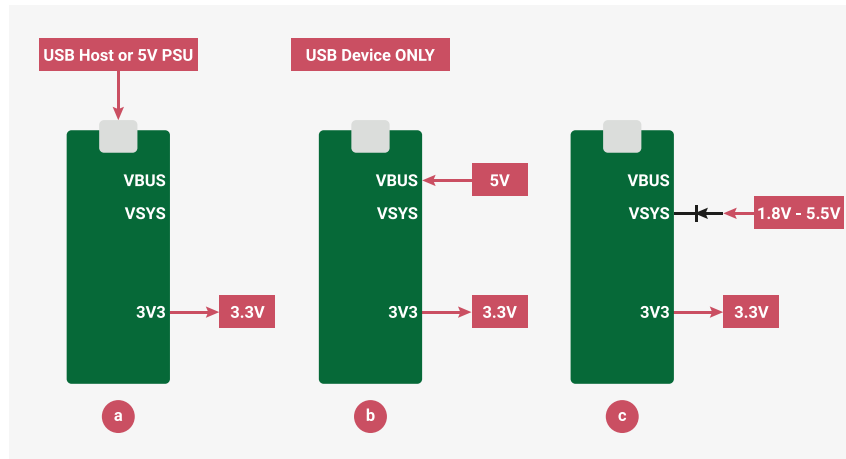 USB Host or 5V PSU
USB Device ONLY
VBUS
VSYS
3V3
3.3V
a
VBUS
5V
VSYS
3V3
3.3V
b
VBUS
VSYS
1.8V - 5.5V
3V3
3.3V
c